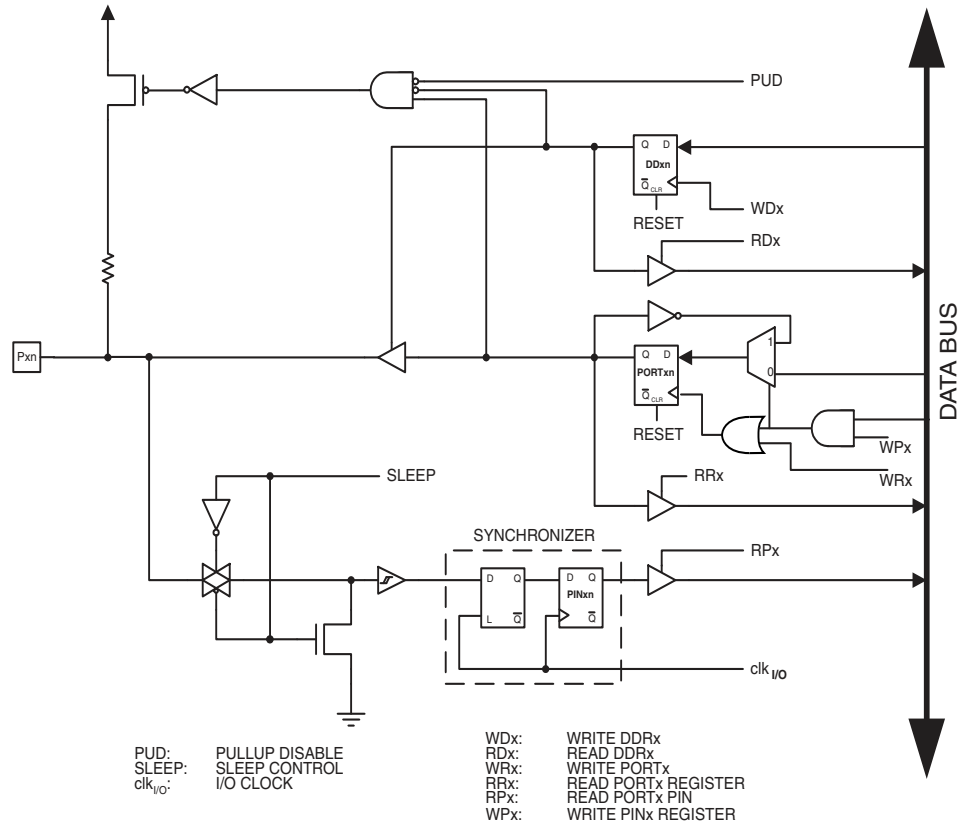 PUD
Q D
DDxn
Q CLR
WDx
RESET
RDx
1
Pxn
Q D
0
PORTxn
Q CLR
RESET
WPx
WRx
SLEEP
RRx
SYNCHRONIZER
RPx
D Q D Q
PINxn
L Q Q
clk I/O
DATA BUS
PUD: PULLUP DISABLE
SLEEP: SLEEP CONTROL
clkI/O: I/O CLOCK
WDx: WRITE DDRx
RDx: READ DDRx
WRx: WRITE PORTx
RRx: READ PORTx REGISTER
RPx: READ PORTx PIN
WPx: WRITE PINx REGISTER